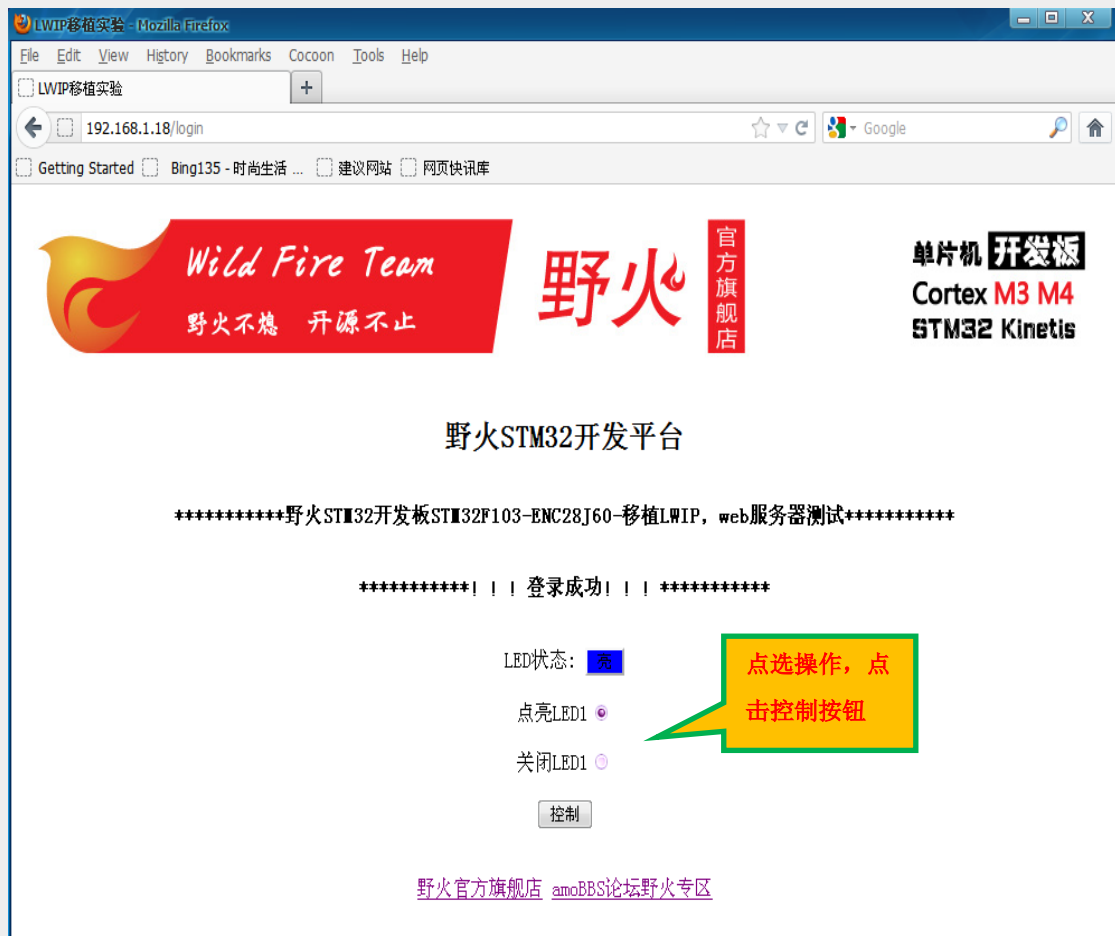 LWIP移植实验 - Mozilla Firefox
File Edit View History Bookmarks Cocoon Tools Help
LWIP移植实验
192.168.1.18/login
Google
Getting Started Bing135 - 时尚生活 ... 建议网站 网页快讯库
Wild Fire Team
野火不熄 开源不止
野火
官方旗舰店
单片机 开发板
Cortex M3 M4
STM32 Kinetis
野火STM32开发平台
***********野火STM32开发板STM32F103-ENC28J60-移植LWIP，web服务器测试***********
***********！！！登录成功！！！***********
LED状态: 亮
点亮LED1
关闭LED1
控制
点选操作，点
击控制按钮
野火官方旗舰店 amoBBS论坛野火专区